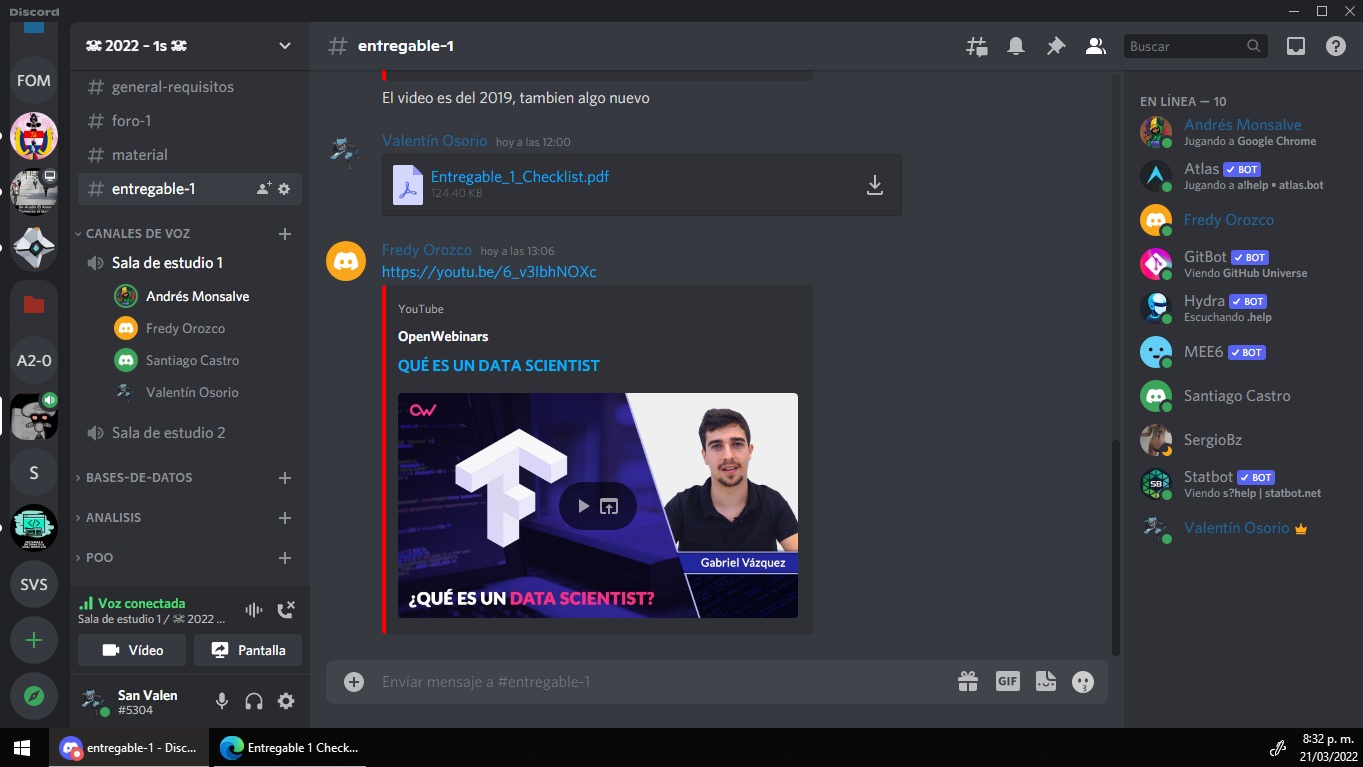 Discord
FOM
A2-0
S
SVS
☠ 2022 - 1s ☠
# general-requisitos
# foro-1
# material
# entregable-1
CANALES DE VOZ
Sala de estudio 1
Andrés Monsalve
Fredy Orozco
Santiago Castro
Valentín Osorio
Sala de estudio 2
BASES-DE-DATOS
ANALISIS
POO
Voz conectada
Sala de estudio 1 / ☠ 2022 ...
Vídeo
Pantalla
San Valen
#5304
# entregable-1
Buscar
El video es del 2019, tambien algo nuevo
Valentín Osorio hoy a las 12:00
Entregable_1_Checklist.pdf
124.40 KB
Fredy Orozco hoy a las 13:06
https://youtu.be/6_v3IbhNOXc
YouTube
OpenWebinars
QUÉ ES UN DATA SCIENTIST
OW
Gabriel Vázquez
¿QUÉ ES UN DATA SCIENTIST?
Enviar mensaje a #entregable-1
GIF
EN LÍNEA — 10
Andrés Monsalve
Jugando a Google Chrome
Atlas ✓ BOT
Jugando a a!help • atlas.bot
Fredy Orozco
GitBot ✓ BOT
Viendo GitHub Universe
Hydra ✓ BOT
Escuchando .help
MEE6 ✓ BOT
Santiago Castro
SergioBz
Statbot ✓ BOT
SB
Viendo s?help | statbot.net
Valentín Osorio
entregable-1 - Disc...
Entregable 1 Check...
8:32 p. m.
21/03/2022